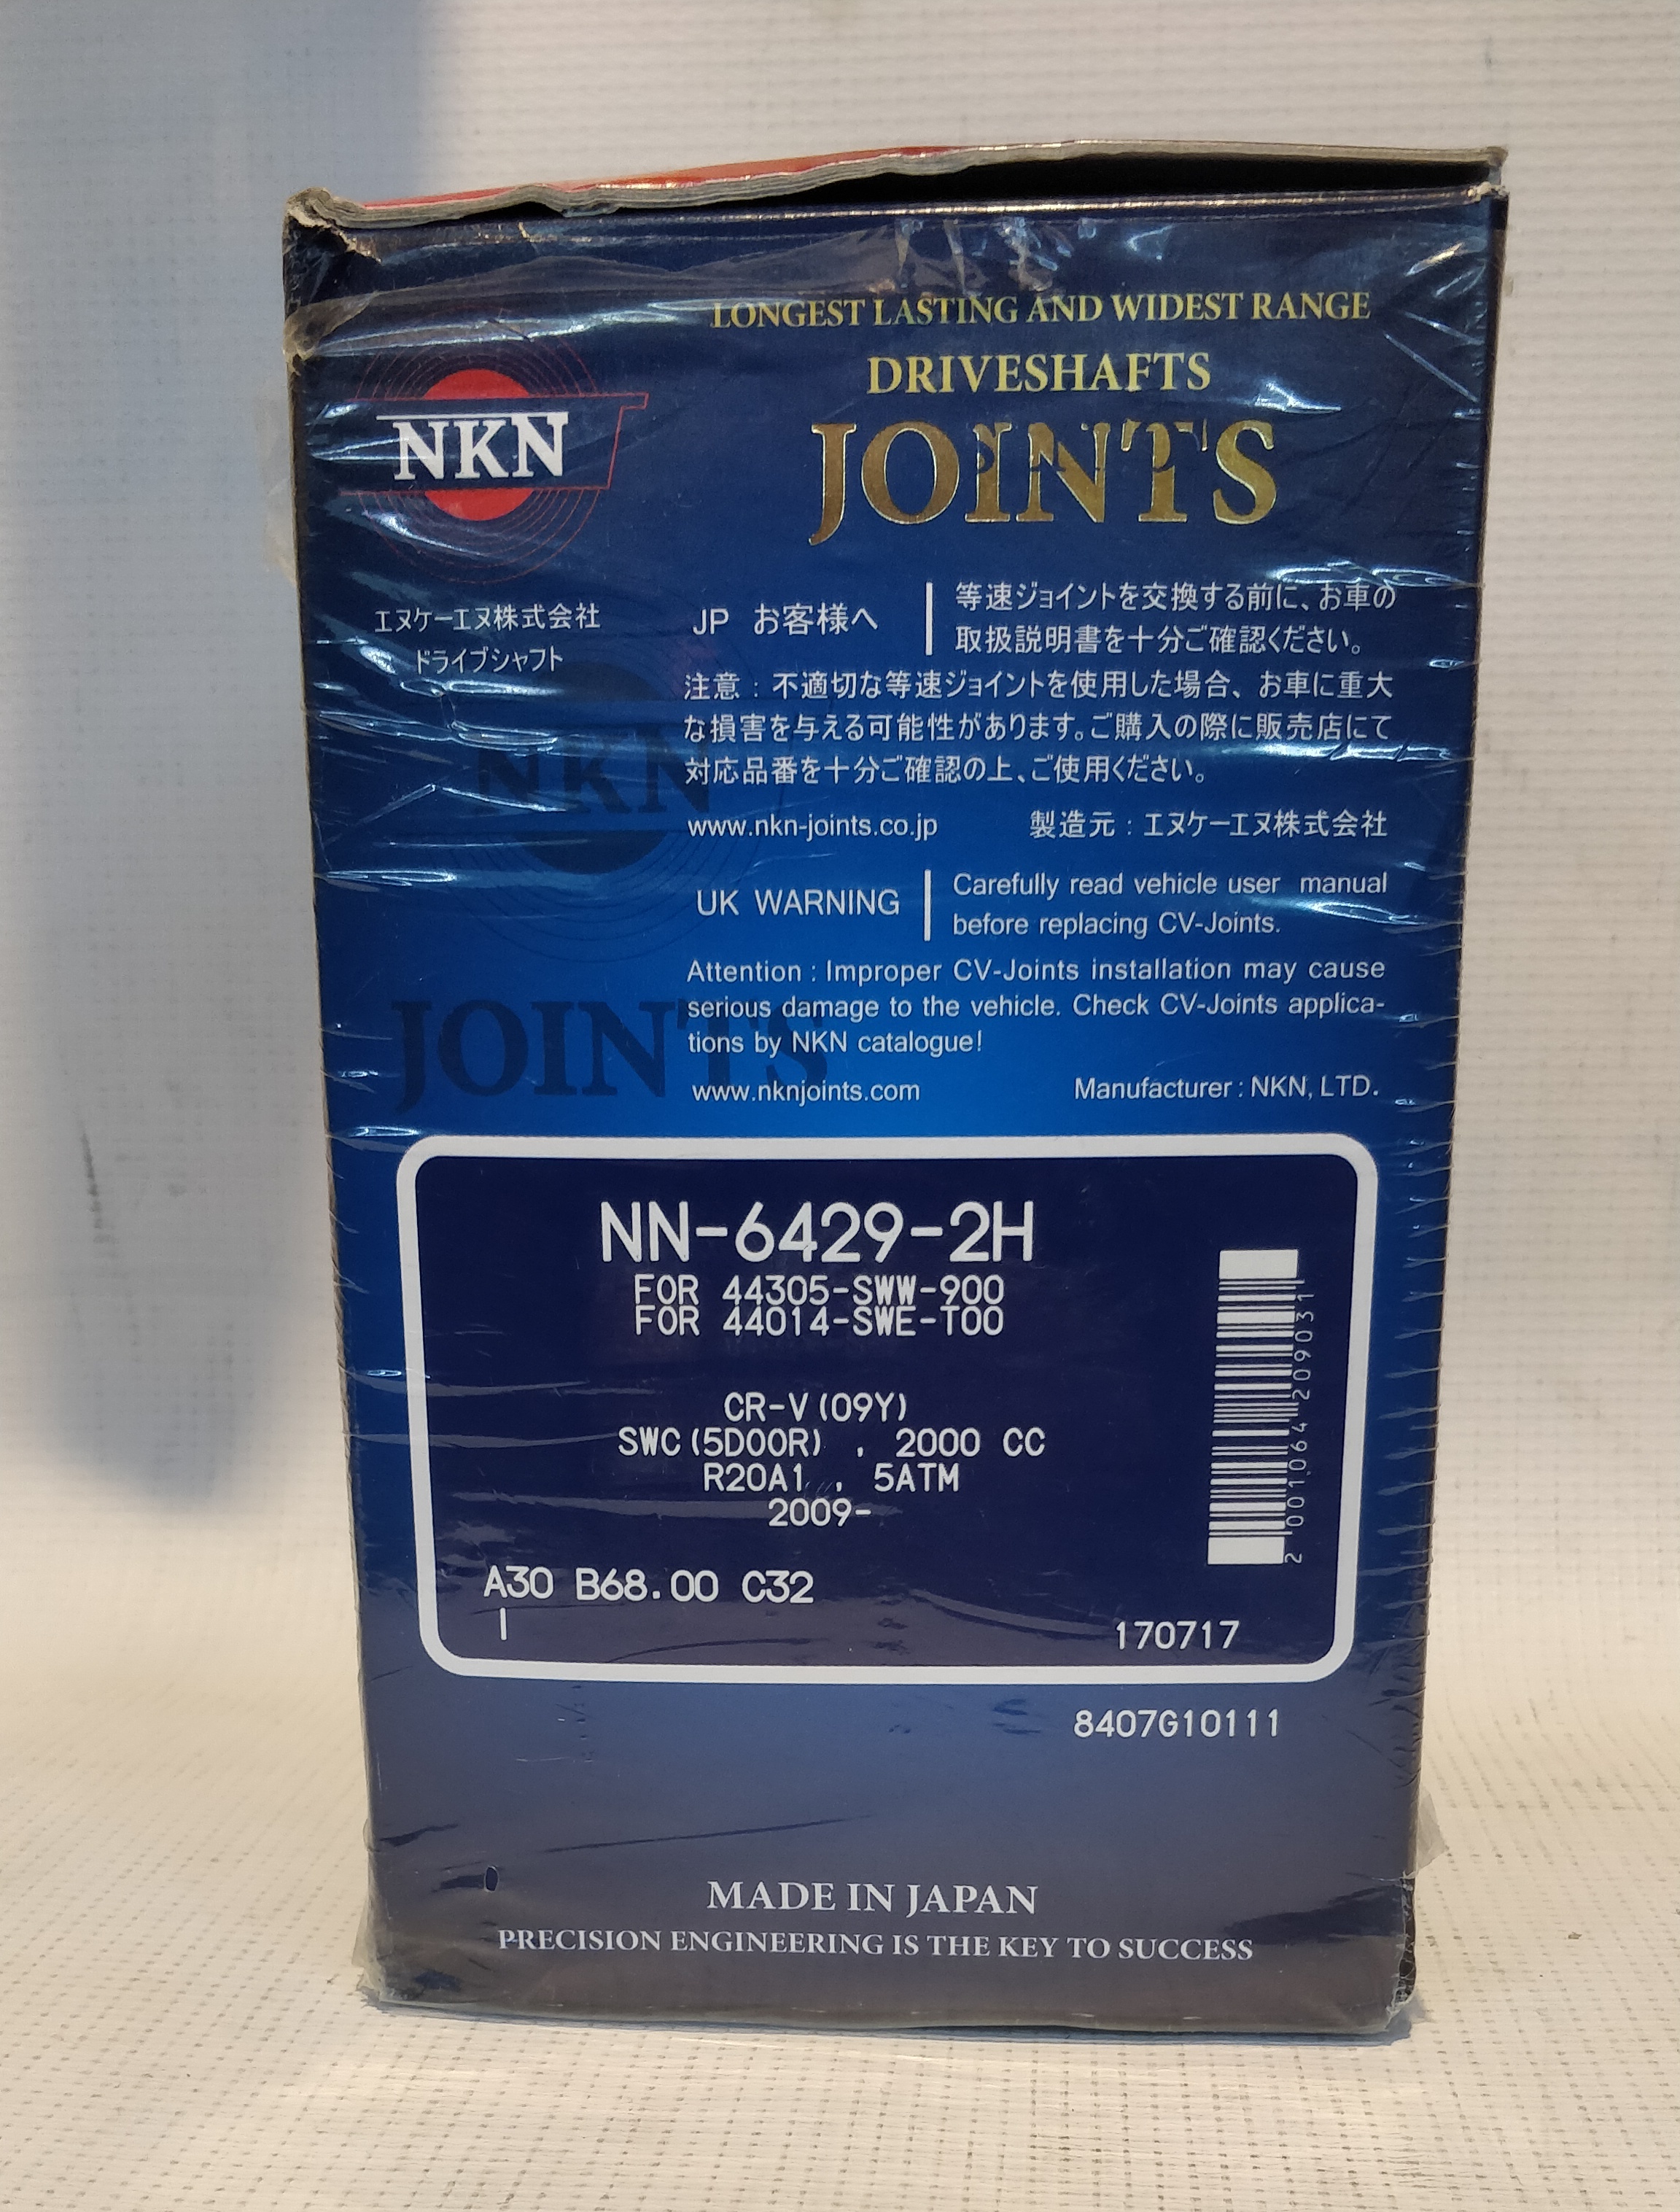 LONGEST LASTING AND WIDEST RANGE
DRIVESHAFTS
JOINTS
NKN
エヌケーエヌ株式会社
ドライブシャフト
JP お客様へ
等速ジョイントを交換する前に、お車の
取扱説明書を十分ご確認ください。
注意：不適切な等速ジョイントを使用した場合、お車に重大
な損害を与える可能性があります。ご購入の際に販売店にて
対応品番を十分ご確認の上、ご使用ください。
www.nkn-joints.co.jp
製造元：エヌケーエヌ株式会社
NKN
UK WARNING
Carefully read vehicle user manual
before replacing CV-Joints.
Attention : Improper CV-Joints installation may cause
serious damage to the vehicle. Check CV-Joints applica-
tions by NKN catalogue!
JOINTS
www.nknjoints.com
Manufacturer : NKN, LTD.
NN-6429-2H
FOR 44305-SWW-900
FOR 44014-SWE-T00
CR-V(09Y)
SWC(5DOOR) , 2000 CC
R20A1 , 5ATM
2009-
A30 B68.00 C32
I
2 001064 209031
170717
8407G10111
MADE IN JAPAN
PRECISION ENGINEERING IS THE KEY TO SUCCESS